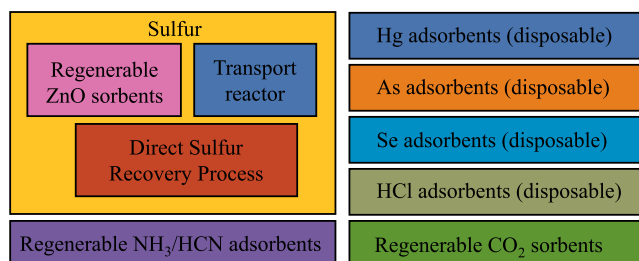 Sulfur
Regenerable
ZnO sorbents
Transport
reactor
Direct Sulfur
Recovery Process
Regenerable NH₃/HCN adsorbents
Hg adsorbents (disposable)
As adsorbents (disposable)
Se adsorbents (disposable)
HCl adsorbents (disposable)
Regenerable CO₂ sorbents